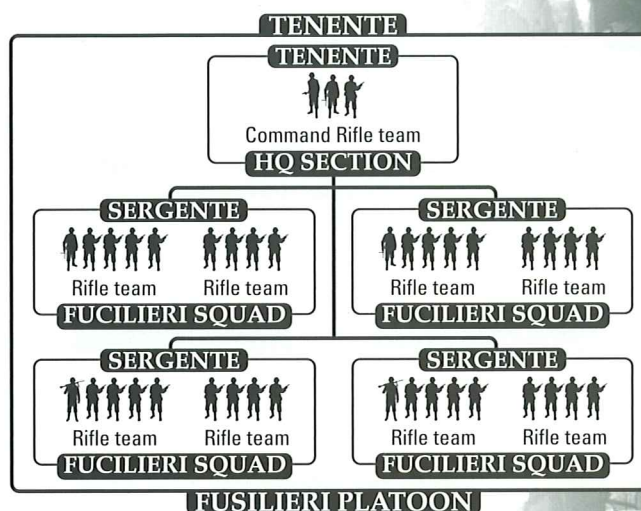 TENENTE
TENENTE
Command Rifle team
HQ SECTION
SERGENTE SERGENTE
Rifle team Rifle team Rifle team Rifle team
FUCILIERI SQUAD FUCILIERI SQUAD
SERGENTE SERGENTE
Rifle team Rifle team Rifle team Rifle team
FUCILIERI SQUAD FUCILIERI SQUAD
FUSILIERI PLATOON